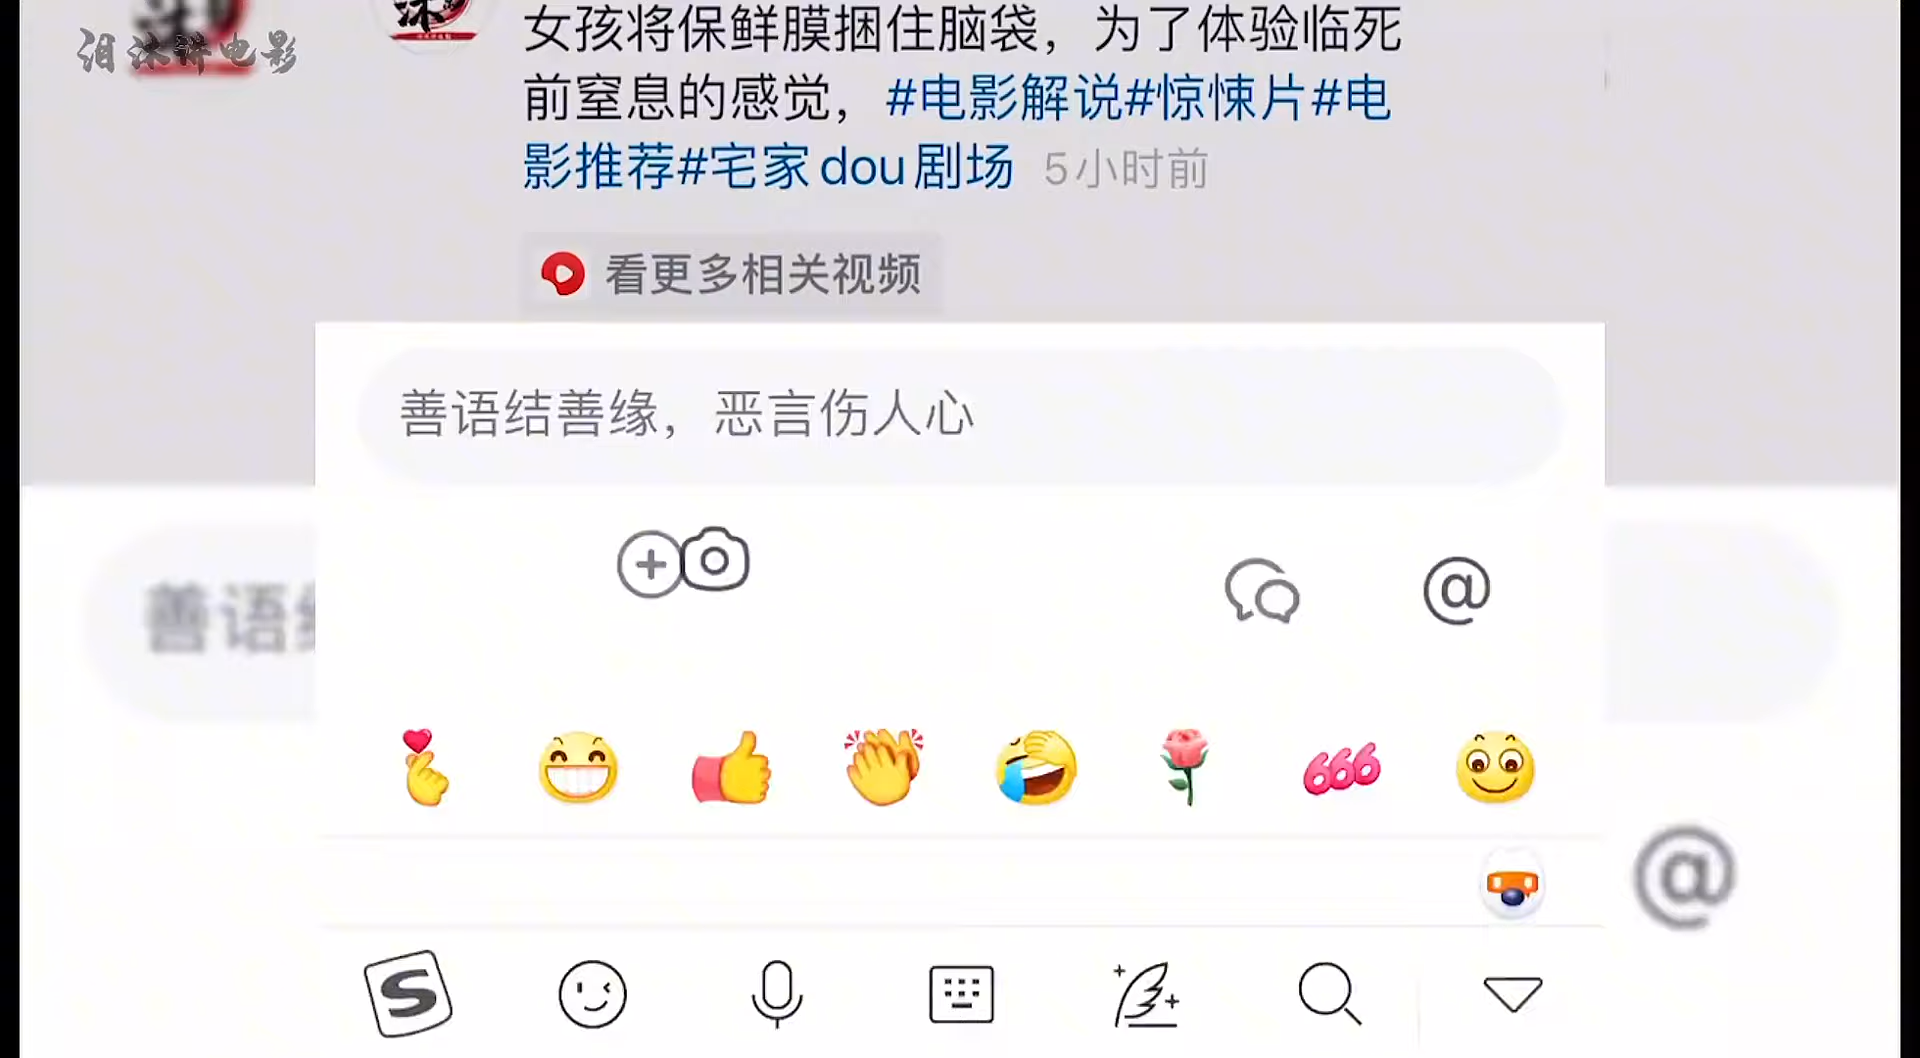 泪沐讲电影
女孩将保鲜膜捆住脑袋，为了体验临死
前窒息的感觉，#电影解说#惊悚片#电
影推荐#宅家dou剧场 5小时前
看更多相关视频
善语结善缘，恶言伤人心
善语
@
666
@
S